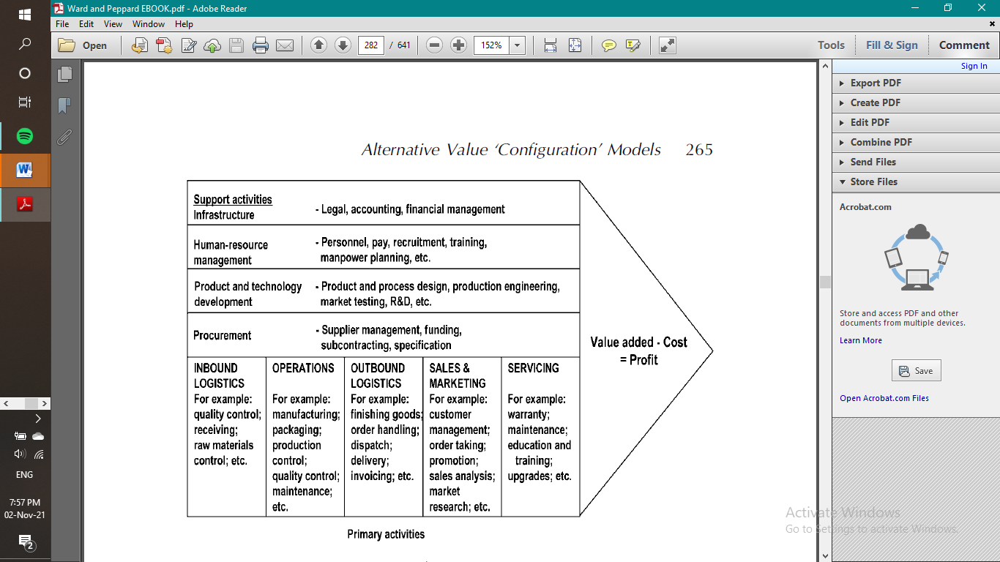 Ward and Peppard EBOOK.pdf - Adobe Reader
File Edit View Window Help
Open
282 / 641
152%
Tools Fill & Sign Comment
Sign In
Export PDF
Create PDF
Edit PDF
Combine PDF
Send Files
Store Files
Acrobat.com
Store and access PDF and other
documents from multiple devices.
Learn More
Save
Open Acrobat.com Files
Alternative Value ‘Configuration’ Models 265
Support activities
Infrastructure
- Legal, accounting, financial management
Human-resource
management
- Personnel, pay, recruitment, training,
manpower planning, etc.
Product and technology
development
- Product and process design, production engineering,
market testing, R&D, etc.
Procurement
- Supplier management, funding,
subcontracting, specification
INBOUND
LOGISTICS
For example:
quality control;
receiving;
raw materials
control; etc.
OPERATIONS
For example:
manufacturing;
packaging;
production
control;
quality control;
maintenance;
etc.
OUTBOUND
LOGISTICS
For example:
finishing goods;
order handling;
dispatch;
delivery;
invoicing; etc.
SALES &
MARKETING
For example:
customer
management;
order taking;
promotion;
sales analysis;
market
research; etc.
SERVICING
For example:
warranty;
maintenance;
education and
training;
upgrades; etc.
Value added - Cost
= Profit
Primary activities
Activate Windows
Go to Settings to activate Windows.
ENG
7:57 PM
02-Nov-21
2